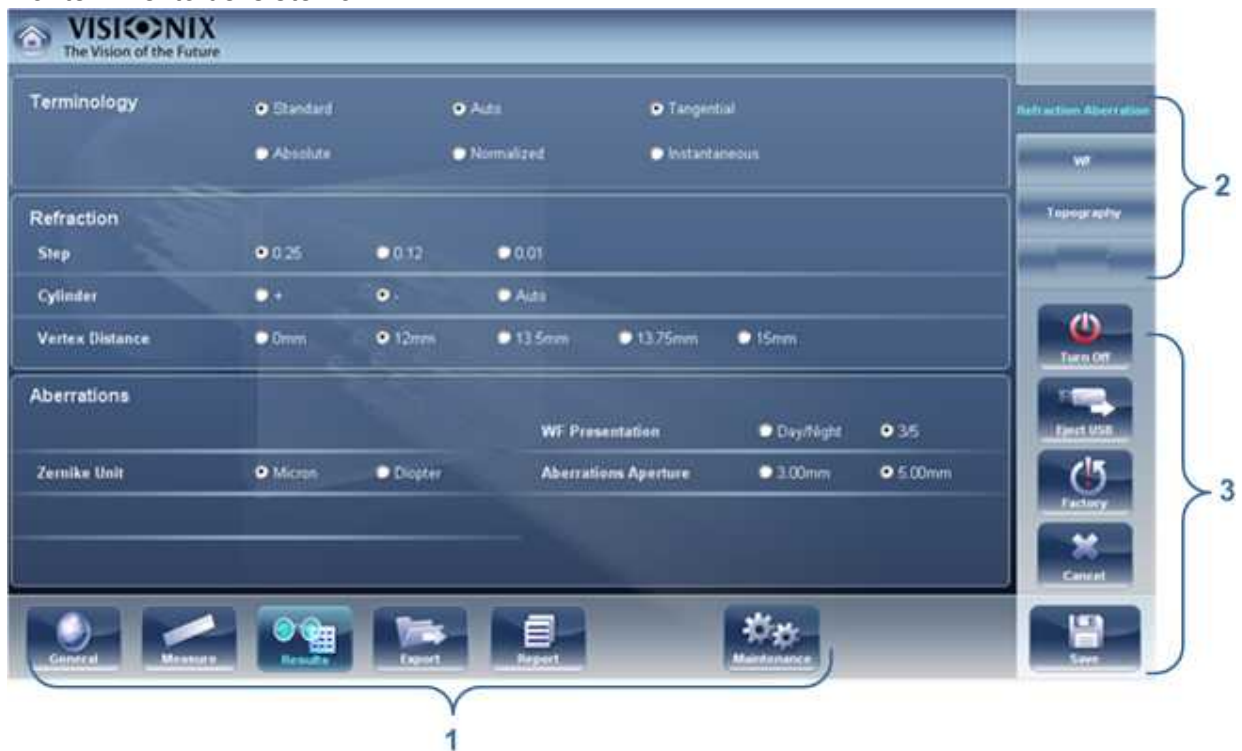 VISIONIX
The Vision of the Future
Terminology
Standard Auto Tangential
Absolute Normalized Instantaneous
Refraction
Step 0.25 0.12 0.01
Cylinder + - Auto
Vertex Distance 0mm 12mm 13.5mm 13.75mm 15mm
Aberrations
WF Presentation Day/Night 3/5
Zernike Unit Micron Diopter Aberrations Aperture 3.00mm 5.00mm
Refraction Aberration
WF
Topography
2
Turn Off
Eject USB
Factory
Cancel
Save
3
General Measure Results Export Report Maintenance
1